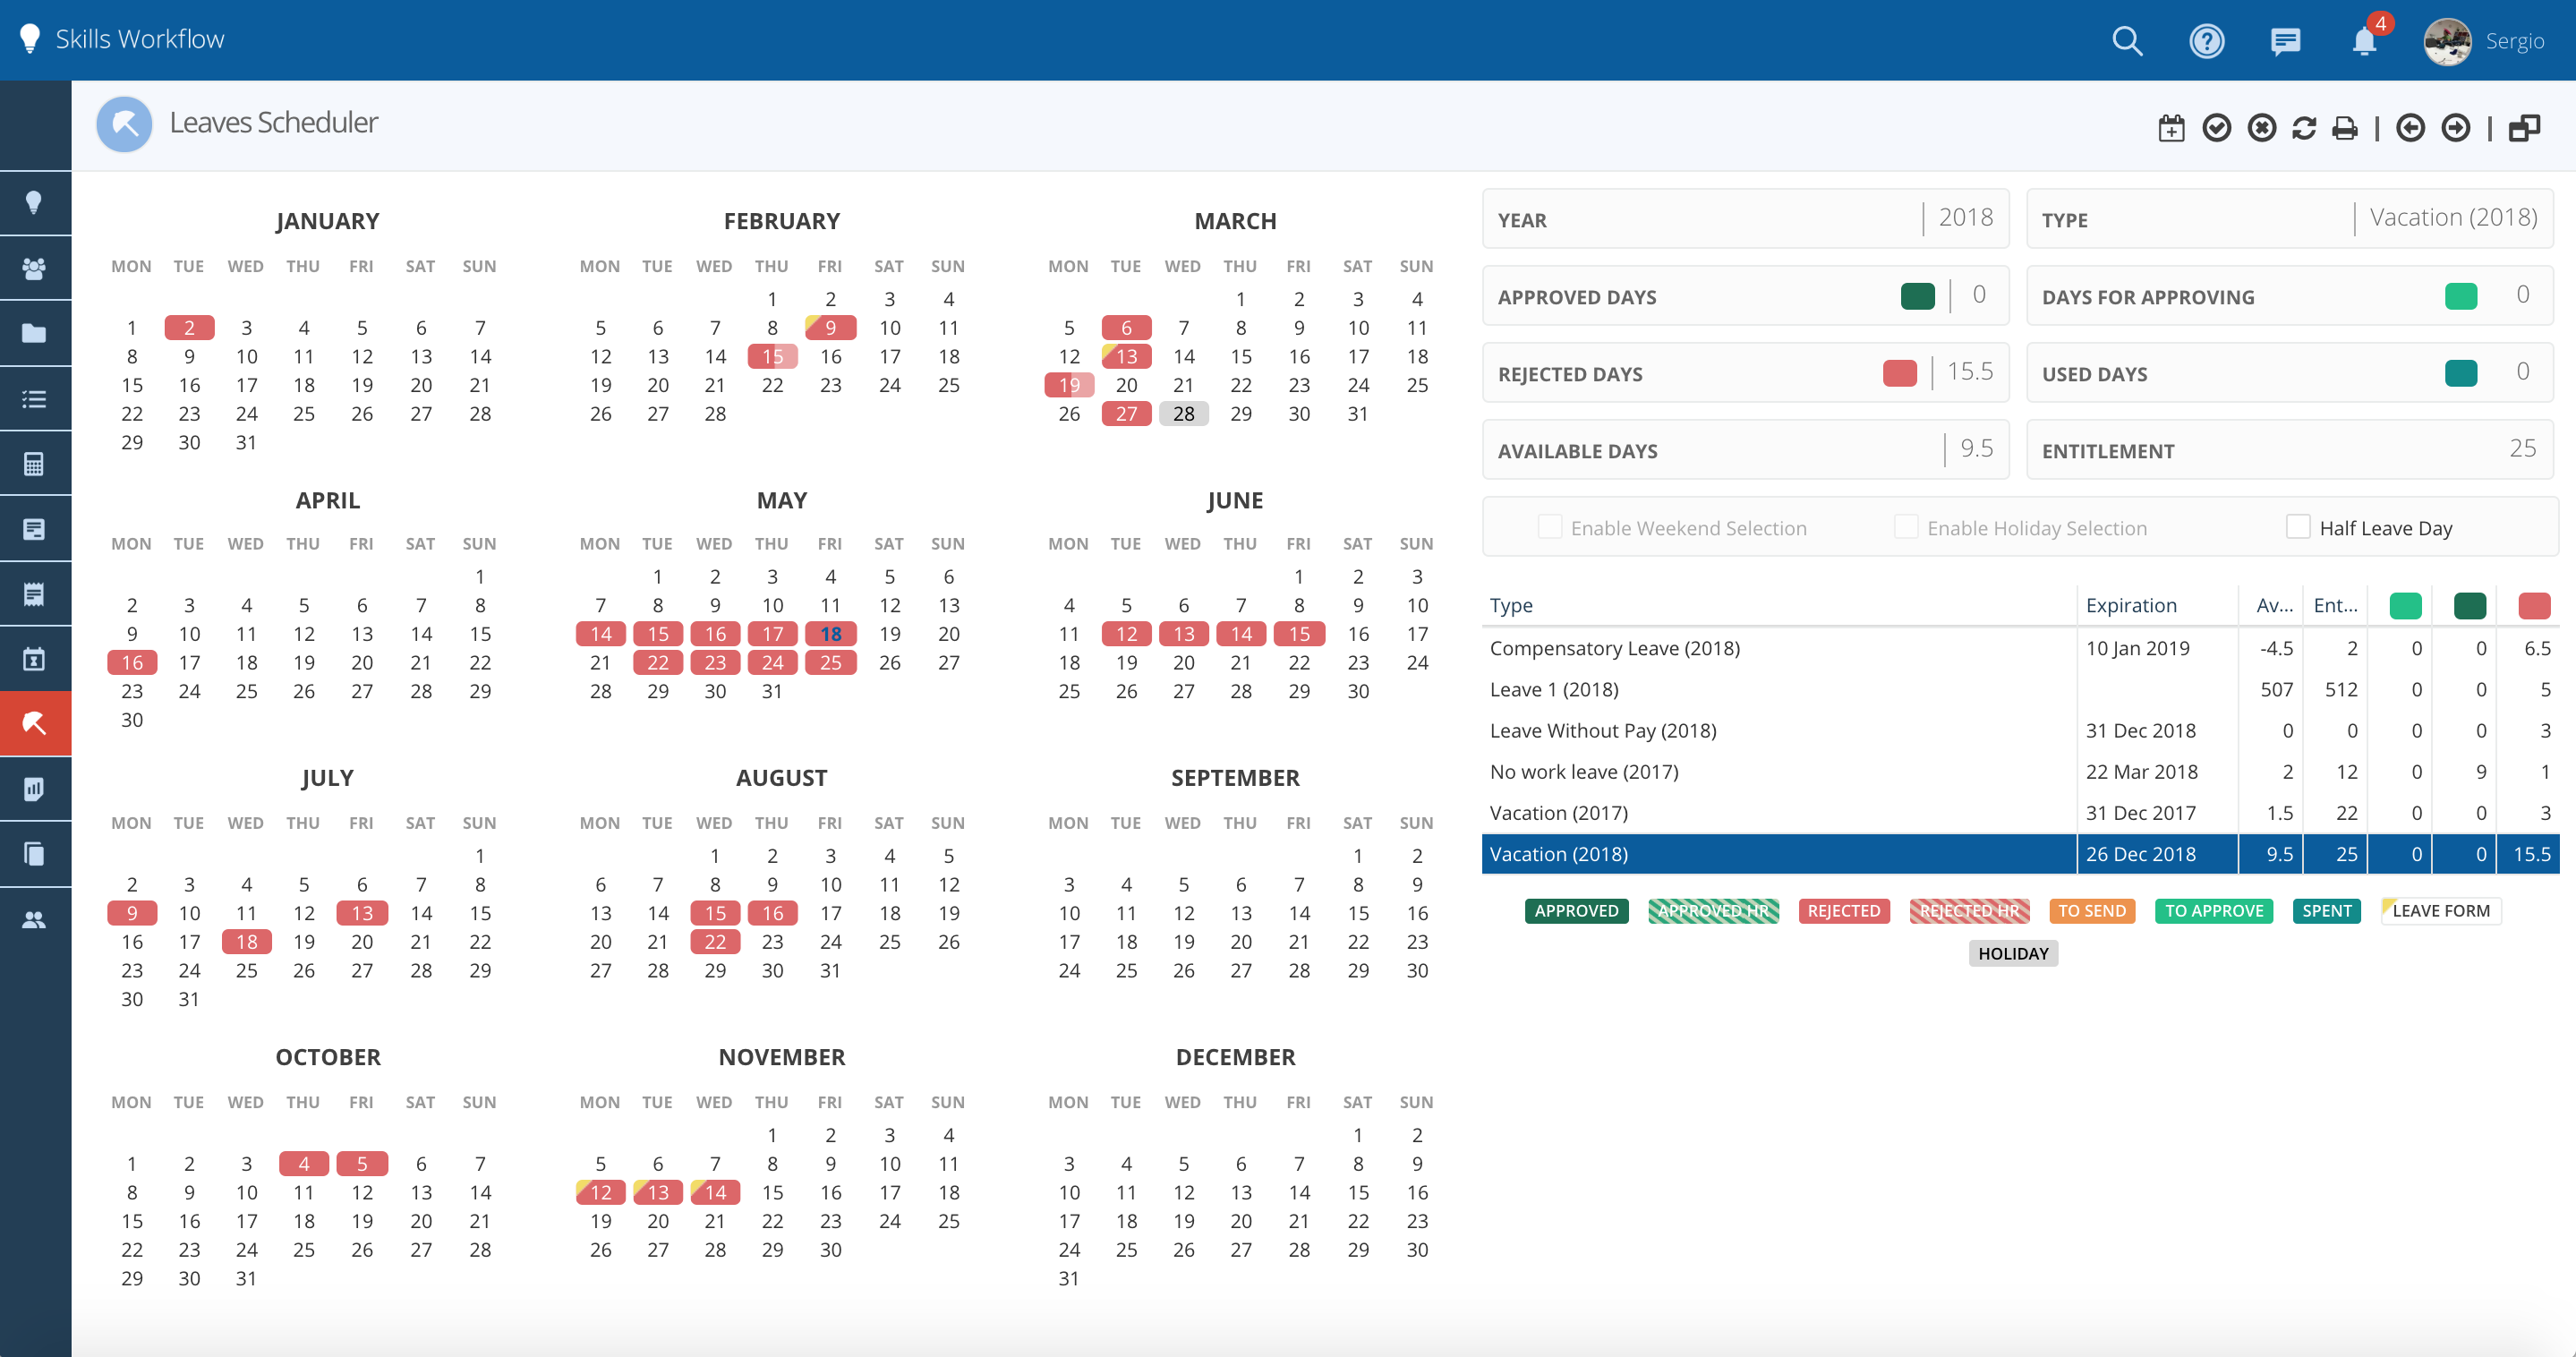 Skills Workflow
4
Sergio
Leaves Scheduler
JANUARY FEBRUARY MARCH
MON TUE WED THU FRI SAT SUN MON TUE WED THU FRI SAT SUN MON TUE WED THU FRI SAT SUN
1 2 3 4 1 2 3 4
1 2 3 4 5 6 7 5 6 7 8 9 10 11 5 6 7 8 9 10 11
8 9 10 11 12 13 14 12 13 14 15 16 17 18 12 13 14 15 16 17 18
15 16 17 18 19 20 21 19 20 21 22 23 24 25 19 20 21 22 23 24 25
22 23 24 25 26 27 28 26 27 28 26 27 28 29 30 31
29 30 31
APRIL MAY JUNE
MON TUE WED THU FRI SAT SUN MON TUE WED THU FRI SAT SUN MON TUE WED THU FRI SAT SUN
1 1 2 3 4 5 6 1 2 3
2 3 4 5 6 7 8 7 8 9 10 11 12 13 4 5 6 7 8 9 10
9 10 11 12 13 14 15 14 15 16 17 18 19 20 11 12 13 14 15 16 17
16 17 18 19 20 21 22 21 22 23 24 25 26 27 18 19 20 21 22 23 24
23 24 25 26 27 28 29 28 29 30 31 25 26 27 28 29 30
30
JULY AUGUST SEPTEMBER
MON TUE WED THU FRI SAT SUN MON TUE WED THU FRI SAT SUN MON TUE WED THU FRI SAT SUN
1 1 2 3 4 5 1 2
2 3 4 5 6 7 8 6 7 8 9 10 11 12 3 4 5 6 7 8 9
9 10 11 12 13 14 15 13 14 15 16 17 18 19 10 11 12 13 14 15 16
16 17 18 19 20 21 22 20 21 22 23 24 25 26 17 18 19 20 21 22 23
23 24 25 26 27 28 29 27 28 29 30 31 24 25 26 27 28 29 30
30 31
OCTOBER NOVEMBER DECEMBER
MON TUE WED THU FRI SAT SUN MON TUE WED THU FRI SAT SUN MON TUE WED THU FRI SAT SUN
1 2 3 4 1 2
1 2 3 4 5 6 7 5 6 7 8 9 10 11 3 4 5 6 7 8 9
8 9 10 11 12 13 14 12 13 14 15 16 17 18 10 11 12 13 14 15 16
15 16 17 18 19 20 21 19 20 21 22 23 24 25 17 18 19 20 21 22 23
22 23 24 25 26 27 28 26 27 28 29 30 24 25 26 27 28 29 30
29 30 31 31
YEAR 2018 TYPE Vacation (2018)
APPROVED DAYS 0 DAYS FOR APPROVING 0
REJECTED DAYS 15.5 USED DAYS 0
AVAILABLE DAYS 9.5 ENTITLEMENT 25
Enable Weekend Selection Enable Holiday Selection Half Leave Day
Type Expiration Av... Ent...
Compensatory Leave (2018) 10 Jan 2019 -4.5 2 0 0 6.5
Leave 1 (2018) 507 512 0 0 5
Leave Without Pay (2018) 31 Dec 2018 0 0 0 0 3
No work leave (2017) 22 Mar 2018 2 12 0 9 1
Vacation (2017) 31 Dec 2017 1.5 22 0 0 3
Vacation (2018) 26 Dec 2018 9.5 25 0 0 15.5
APPROVED APPROVED HR REJECTED REJECTED HR TO SEND TO APPROVE SPENT LEAVE FORM
HOLIDAY